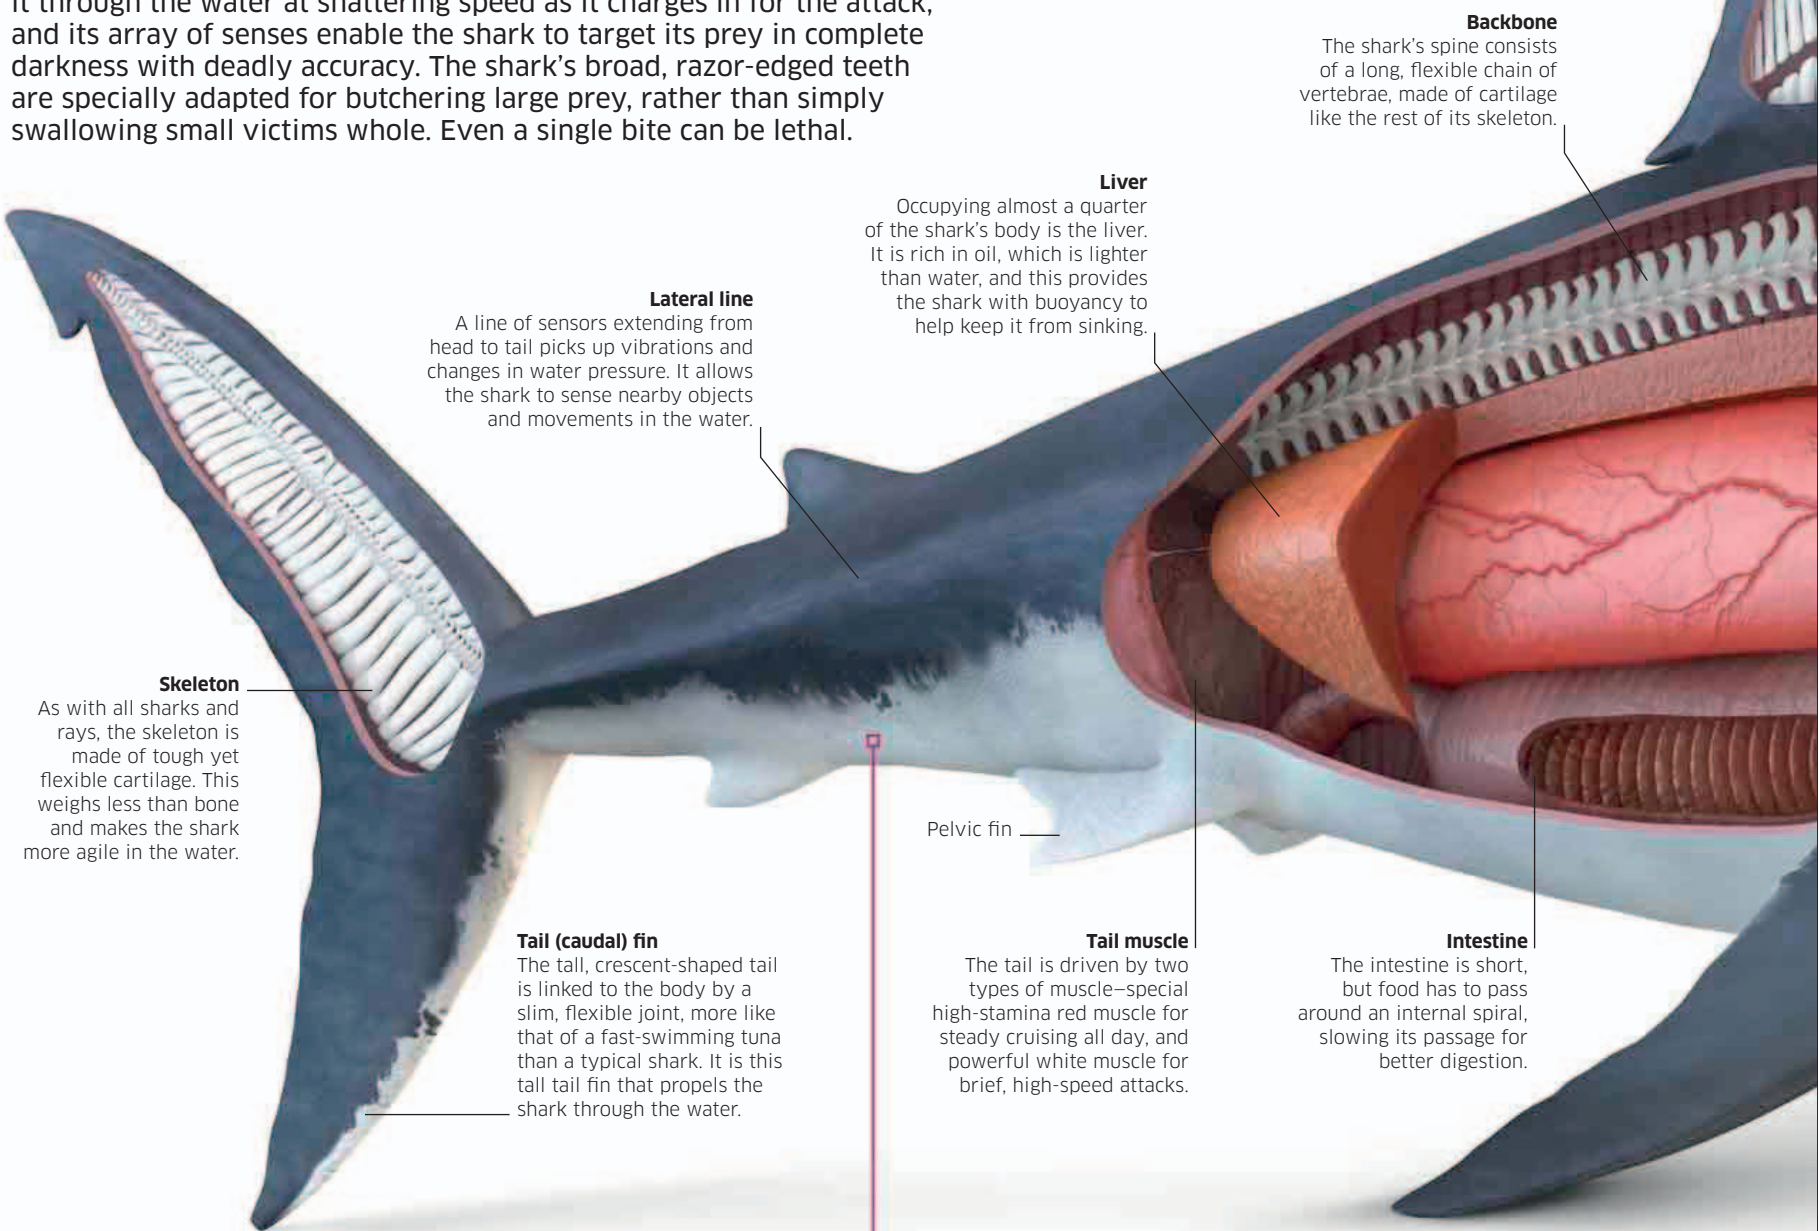 it through the water at shattering speed as it charges in for the attack,
and its array of senses enable the shark to target its prey in complete
darkness with deadly accuracy. The shark’s broad, razor-edged teeth
are specially adapted for butchering large prey, rather than simply
swallowing small victims whole. Even a single bite can be lethal.
Backbone
The shark’s spine consists
of a long, flexible chain of
vertebrae, made of cartilage
like the rest of its skeleton.
Liver
Occupying almost a quarter
of the shark’s body is the liver.
It is rich in oil, which is lighter
than water, and this provides
the shark with buoyancy to
help keep it from sinking.
Lateral line
A line of sensors extending from
head to tail picks up vibrations and
changes in water pressure. It allows
the shark to sense nearby objects
and movements in the water.
Skeleton
As with all sharks and
rays, the skeleton is
made of tough yet
flexible cartilage. This
weighs less than bone
and makes the shark
more agile in the water.
Pelvic fin
Tail (caudal) fin
The tall, crescent-shaped tail
is linked to the body by a
slim, flexible joint, more like
that of a fast-swimming tuna
than a typical shark. It is this
tall tail fin that propels the
shark through the water.
Tail muscle
The tail is driven by two
types of muscle—special
high-stamina red muscle for
steady cruising all day, and
powerful white muscle for
brief, high-speed attacks.
Intestine
The intestine is short,
but food has to pass
around an internal spiral,
slowing its passage for
better digestion.